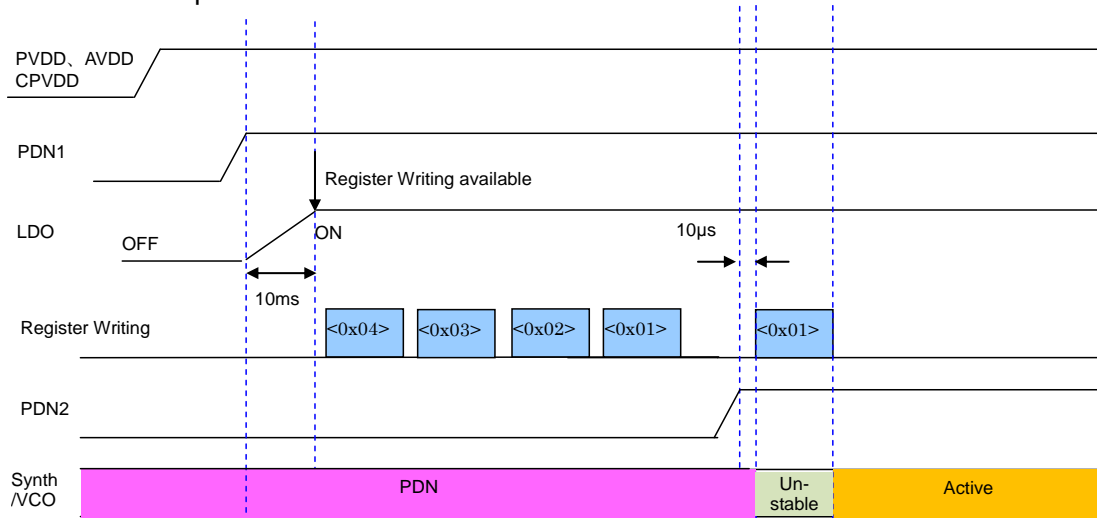 PVDD、AVDD
CPVDD
PDN1
Register Writing available
LDO
OFF
ON
10µs
10ms
Register Writing
<0x04>
<0x03>
<0x02>
<0x01>
<0x01>
PDN2
Synth
/VCO
PDN
Un-
stable
Active